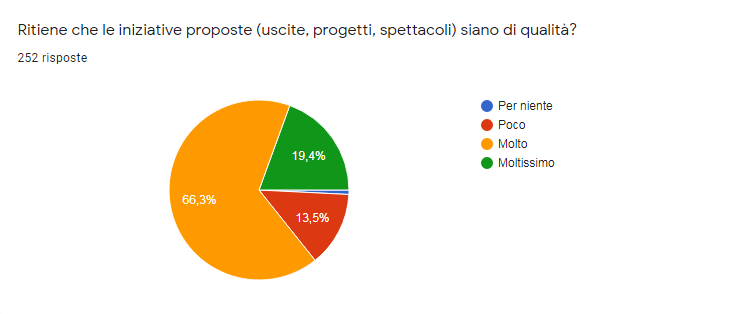 Ritiene che le iniziative proposte (uscite, progetti, spettacoli) siano di qualità?
252 risposte
Per niente
Poco
Molto
Moltissimo
19,4%
66,3%
13,5%